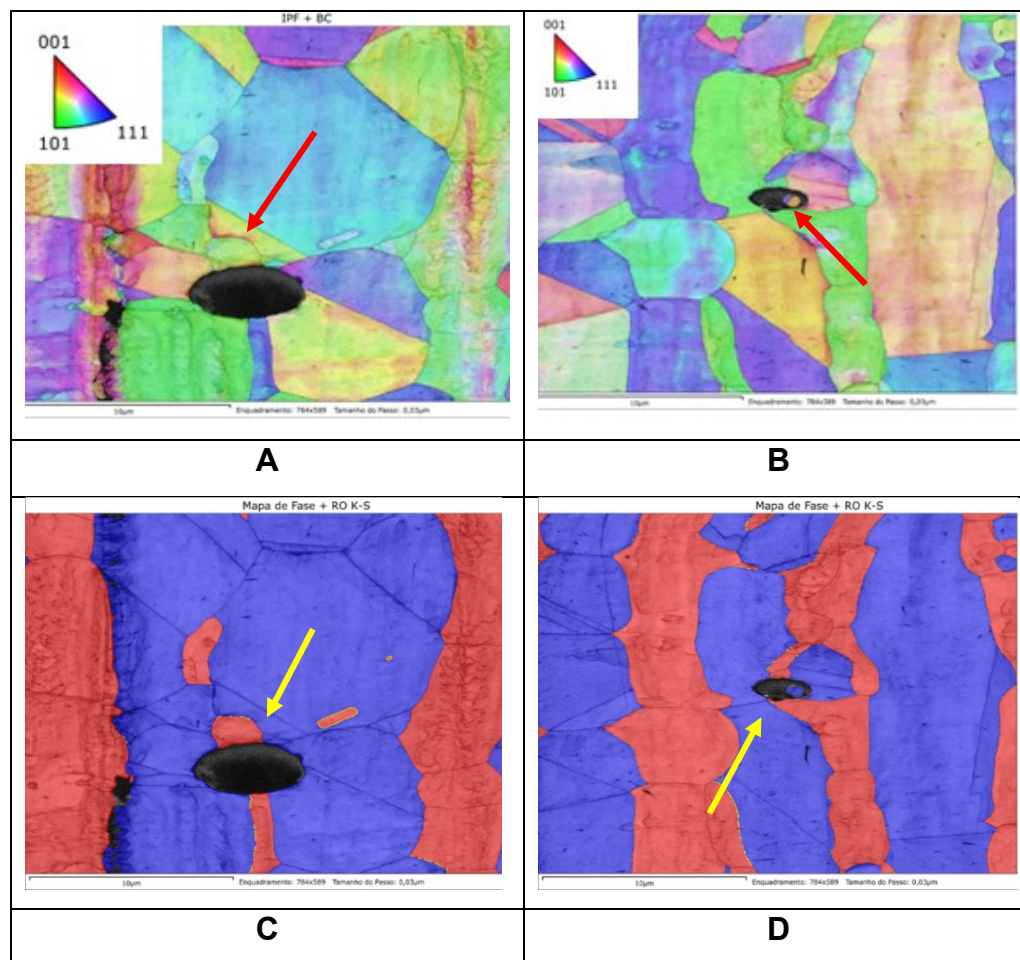 IPF + BC
001
101
111
10µm
Enquadramento: 784x589 Tamanho do Passo: 0,03µm
001
101
111
10µm
Enquadramento: 784x589 Tamanho do Passo: 0,03µm
A
B
Mapa de Fase + RO K-S
10µm
Enquadramento: 784x589 Tamanho do Passo: 0,03µm
Mapa de Fase + RO K-S
10µm
Enquadramento: 784x589 Tamanho do Passo: 0,03µm
C
D